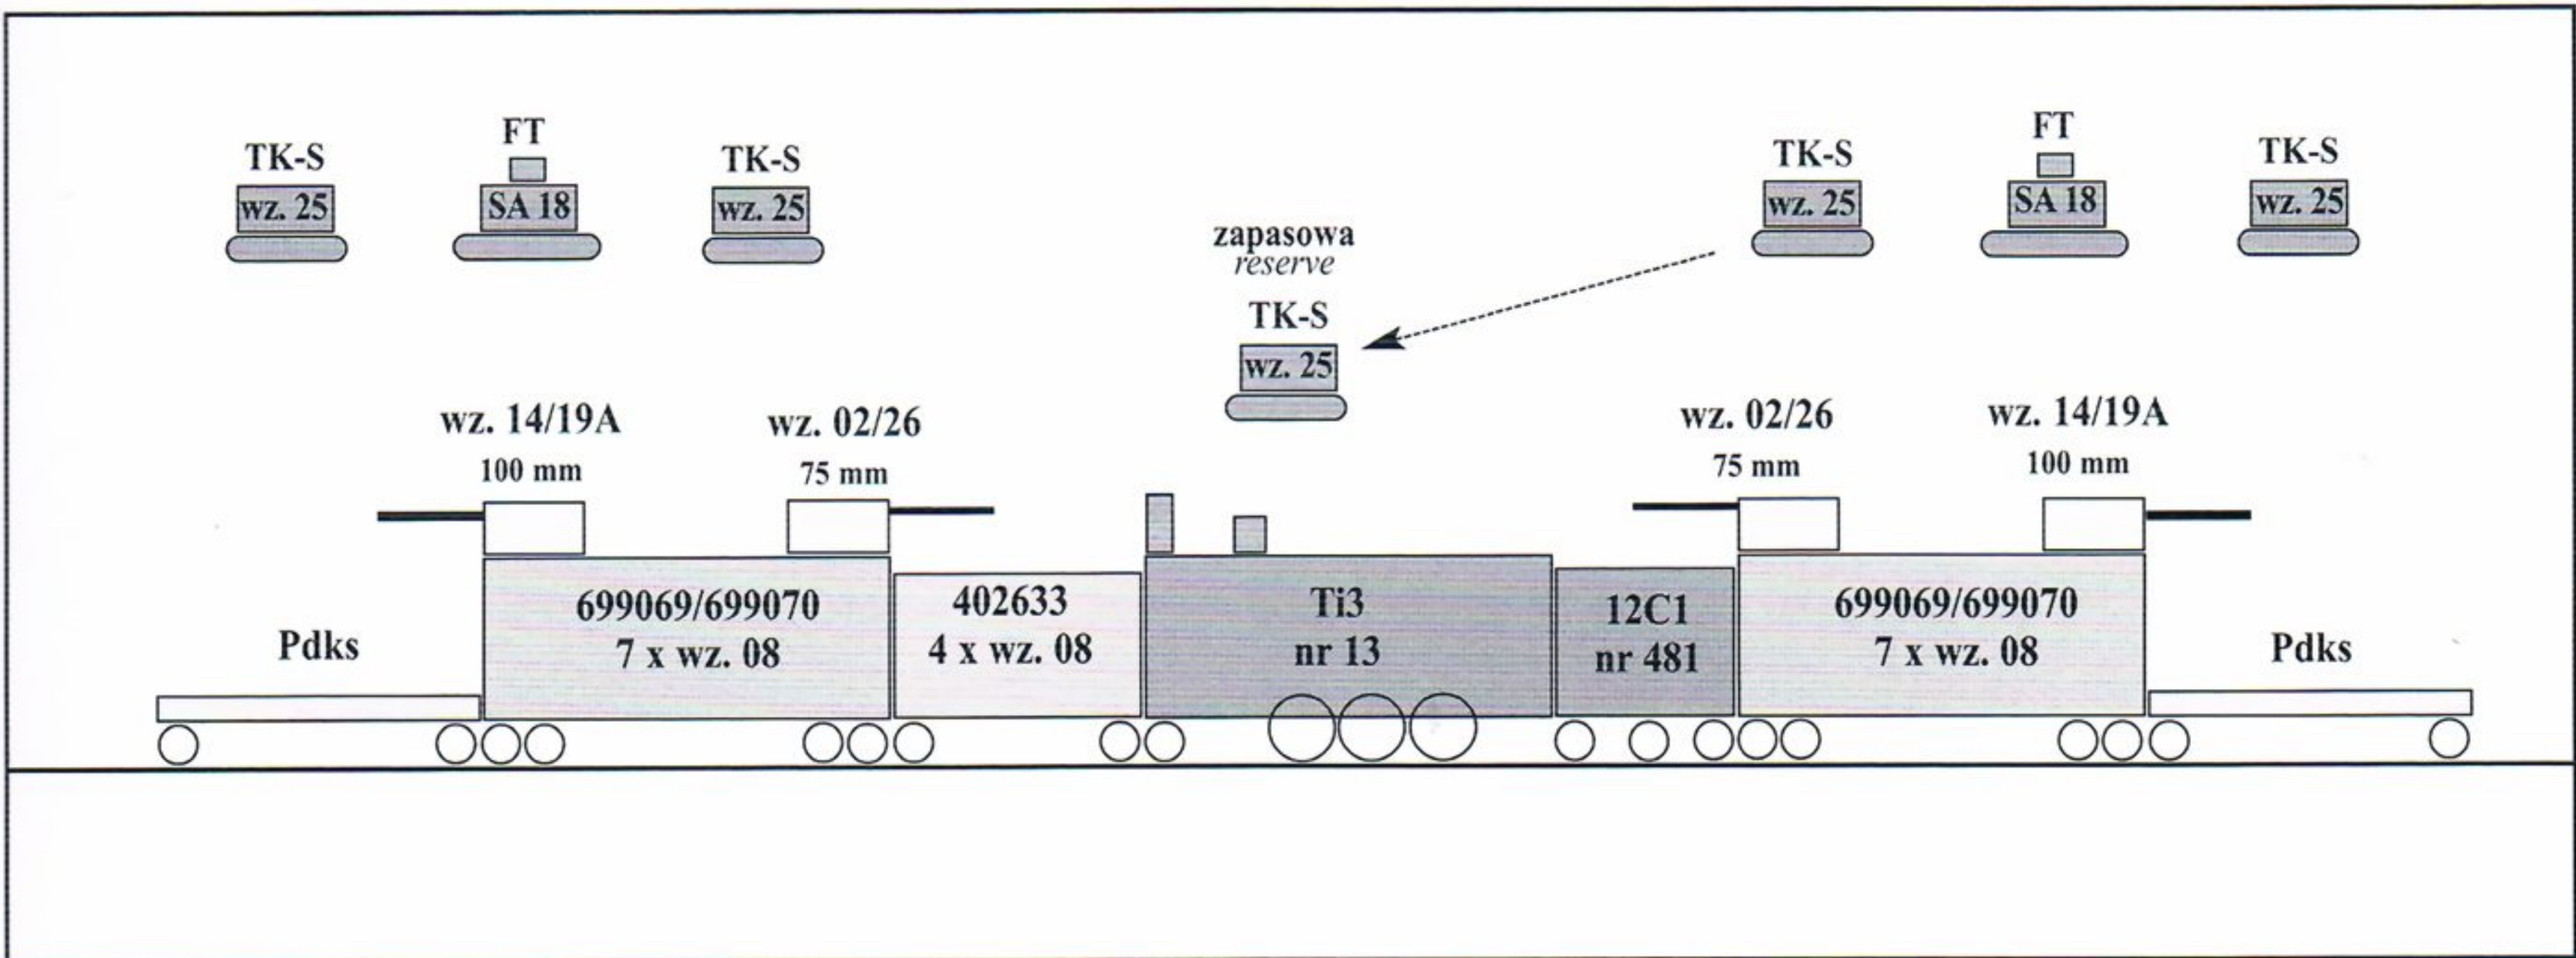 TK-S
wz. 25
FT
SA 18
TK-S
wz. 25
zapasowa
reserve
TK-S
wz. 25
TK-S
wz. 25
FT
SA 18
TK-S
wz. 25
wz. 14/19A
100 mm
wz. 02/26
75 mm
wz. 02/26
75 mm
wz. 14/19A
100 mm
Pdks
699069/699070
7 x wz. 08
402633
4 x wz. 08
Ti3
nr 13
12C1
nr 481
699069/699070
7 x wz. 08
Pdks